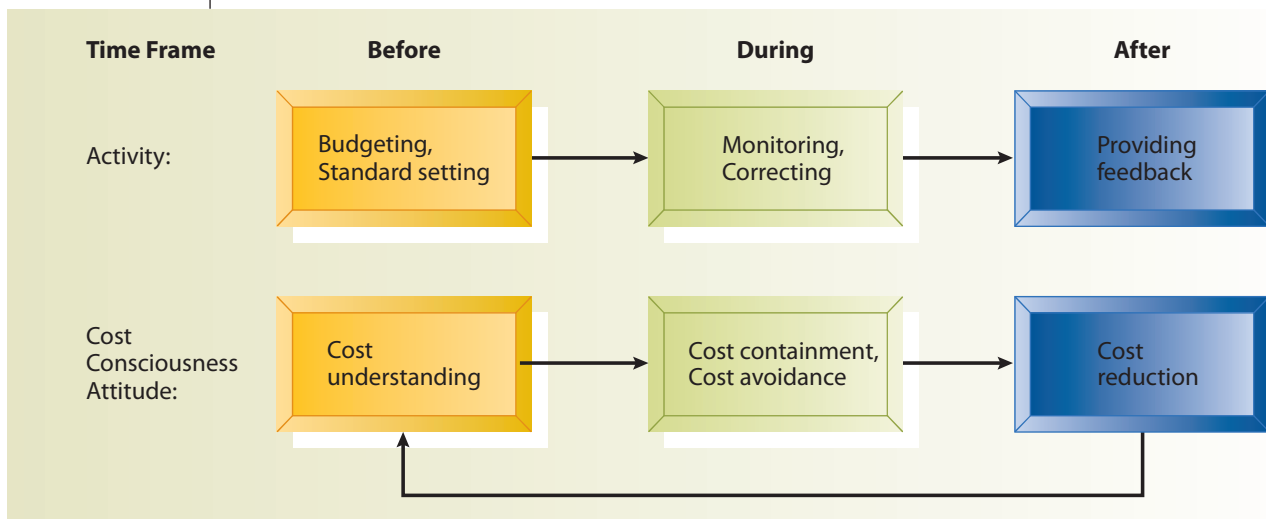 Time Frame
Before
During
After
Activity:
Budgeting,
Standard setting
Monitoring,
Correcting
Providing
feedback
Cost
Consciousness
Attitude:
Cost
understanding
Cost containment,
Cost avoidance
Cost
reduction